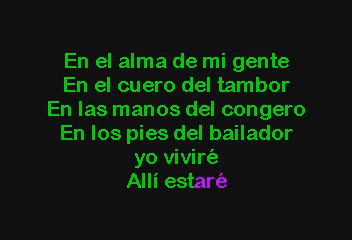 En el alma de mi gente
En el cuero del tambor
En las manos del congero
En los pies del bailador
yo viviré
Allí estaré